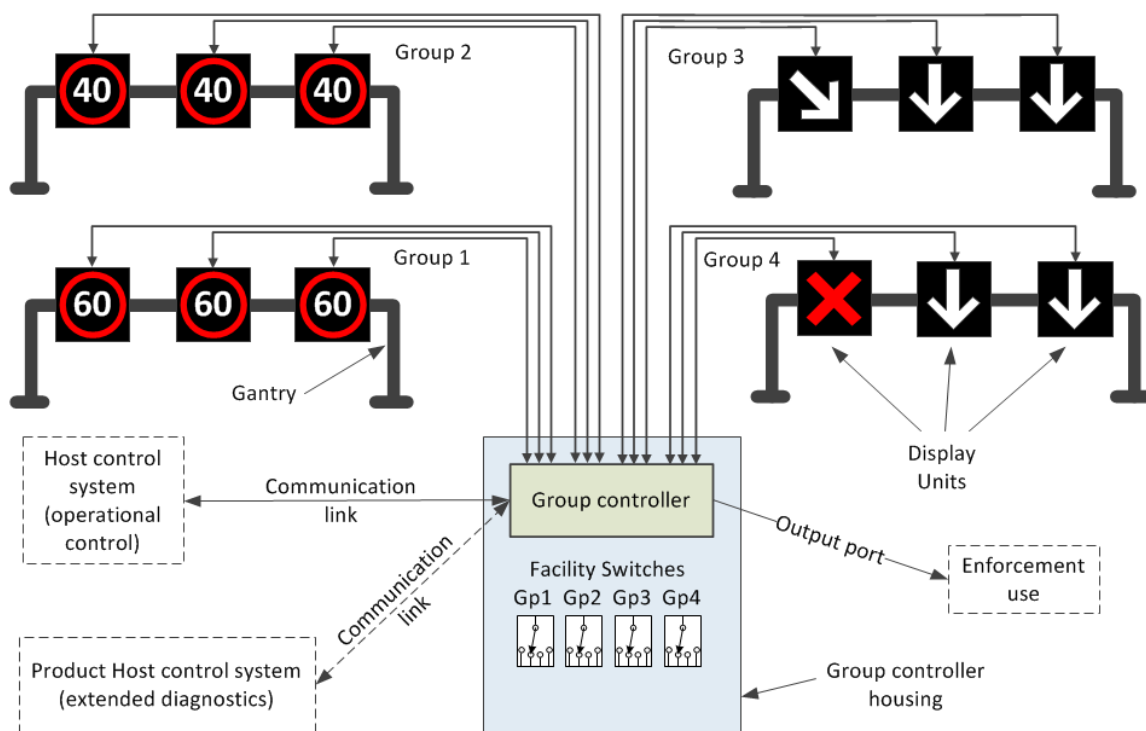 Group 2
40 40 40
Group 3
Group 1
60 60 60
Group 4
Gantry
Display
Units
Host control
system
(operational
control)
Communication
link
Group controller
Output port
Enforcement
use
Communication
link
Facility Switches
Gp1 Gp2 Gp3 Gp4
Product Host control system
(extended diagnostics)
Group controller
housing